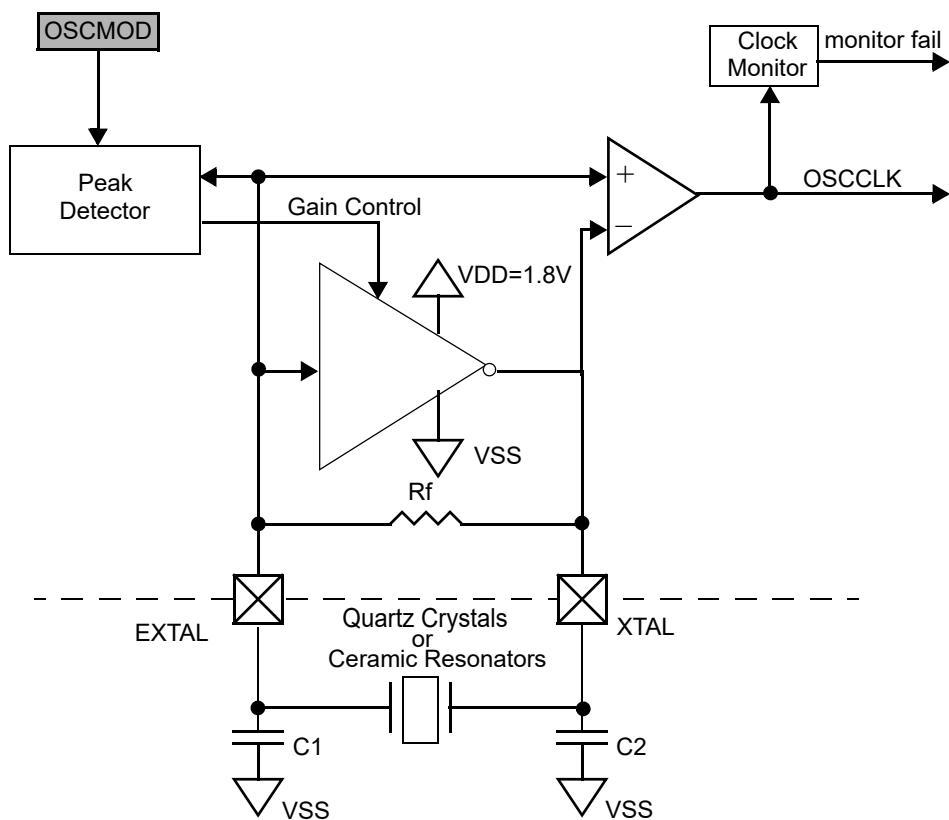 OSCMOD
Clock
Monitor
monitor fail
Peak
Detector
+
OSCCLK
Gain Control
−
VDD=1.8V
VSS
Rf
EXTAL
Quartz Crystals
or
Ceramic Resonators
XTAL
C1
C2
VSS
VSS